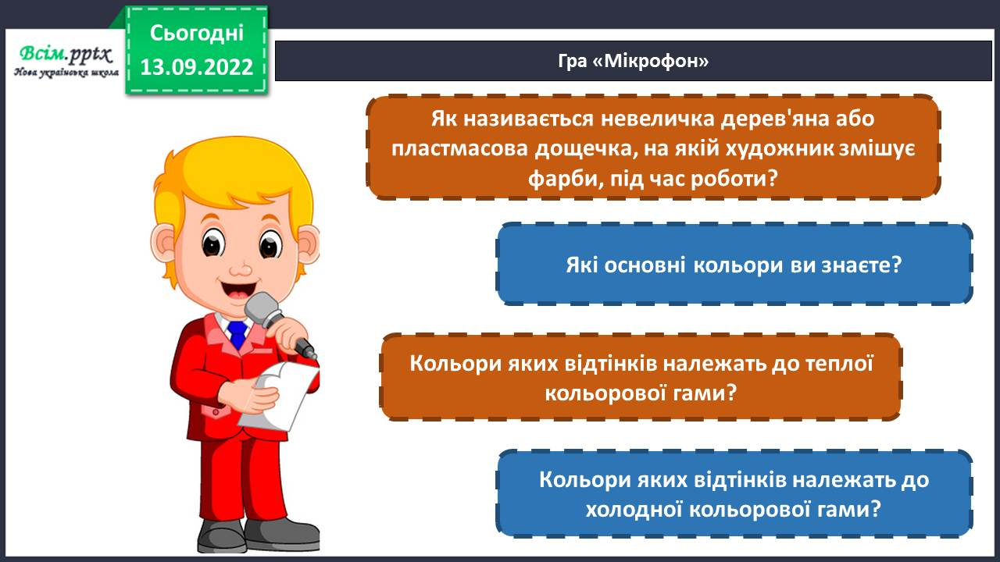 Всім.pptx
Нова українська школа
Сьогодні
13.09.2022
Гра «Мікрофон»
Як називається невеличка дерев'яна або
пластмасова дощечка, на якій художник змішує
фарби, під час роботи?
Які основні кольори ви знаєте?
Кольори яких відтінків належать до теплої
кольорової гами?
Кольори яких відтінків належать до
холодної кольорової гами?